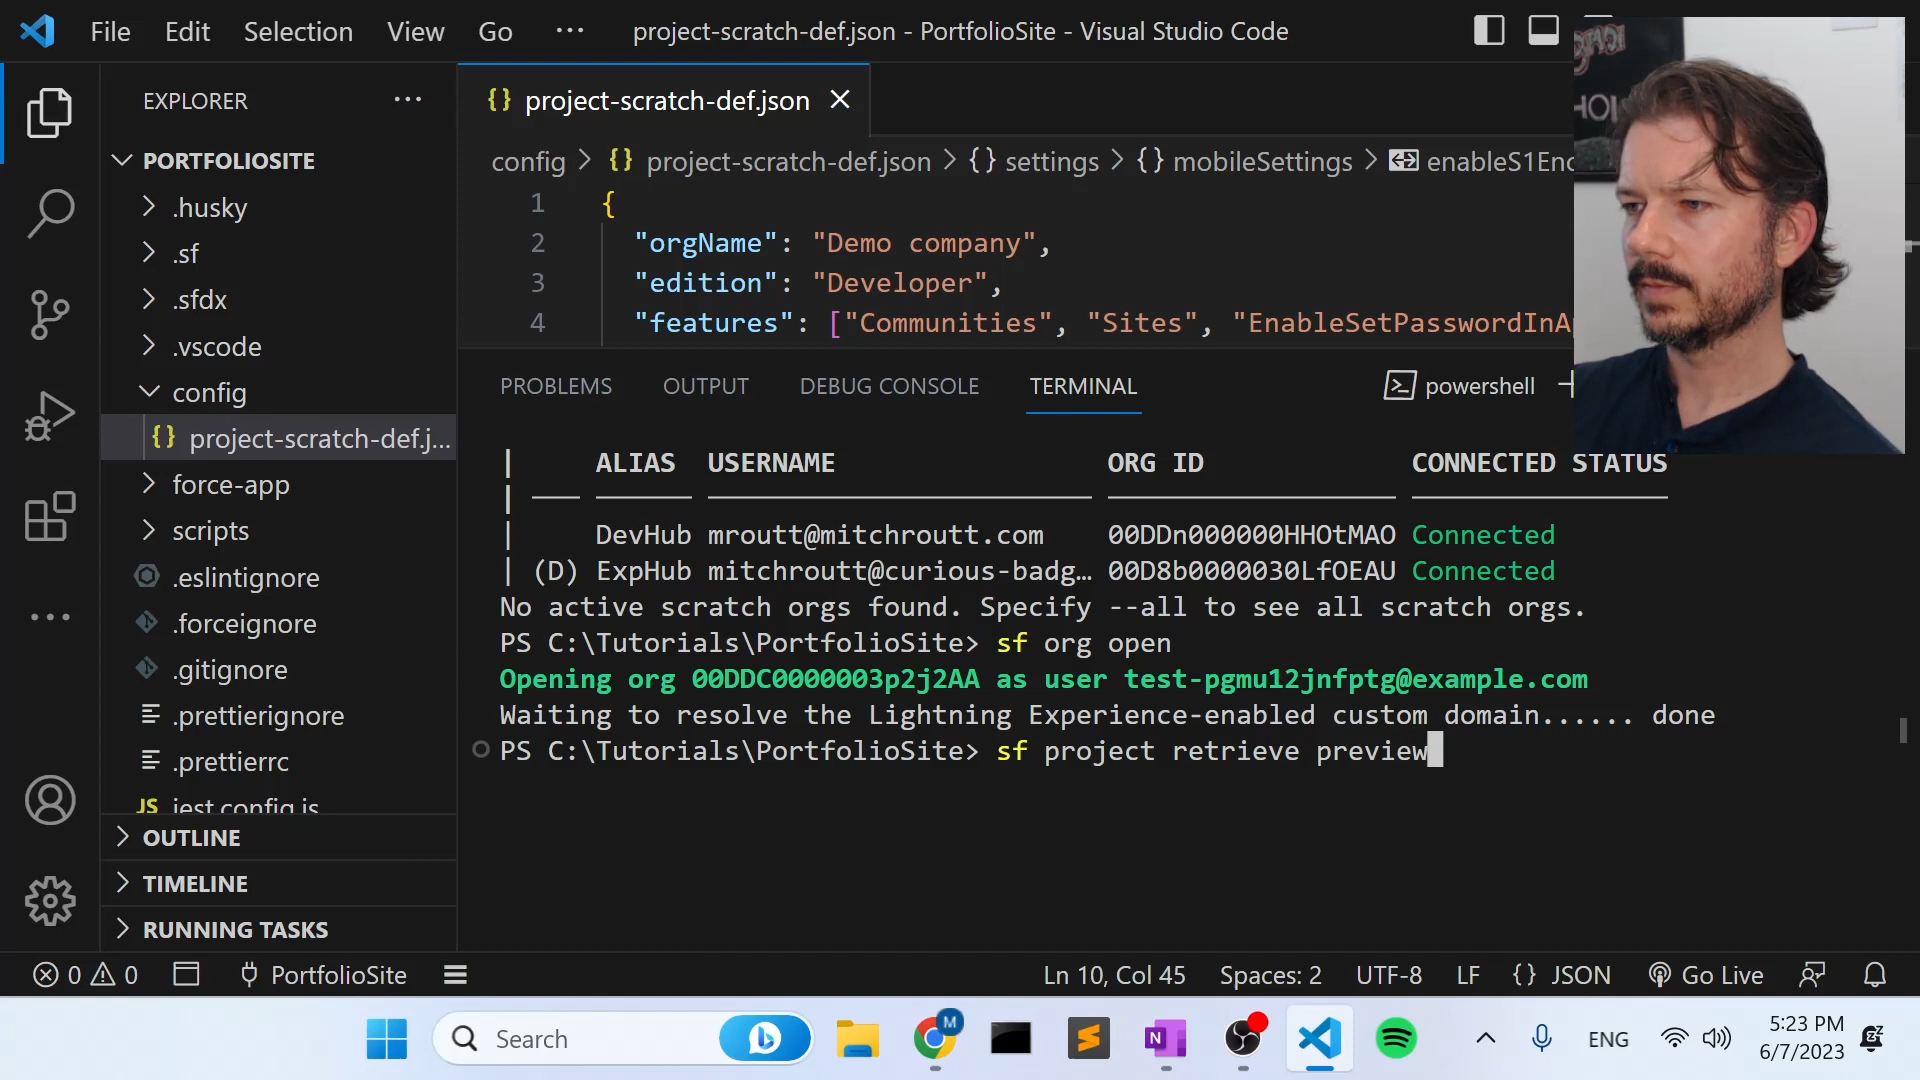 File Edit Selection View Go ··· project-scratch-def.json - PortfolioSite - Visual Studio Code
EXPLORER ···
{} project-scratch-def.json
PORTFOLIOSITE
config > {} project-scratch-def.json > {} settings > {} mobileSettings > enableS1Enc
.husky
.sf
.sfdx
.vscode
config
project-scratch-def.j...
force-app
scripts
.eslintignore
.forceignore
.gitignore
.prettierignore
.prettierrc
JS jest.config.js
OUTLINE
TIMELINE
RUNNING TASKS
1 {
2 "orgName": "Demo company",
3 "edition": "Developer",
4 "features": ["Communities", "Sites", "EnableSetPasswordInA
PROBLEMS OUTPUT DEBUG CONSOLE TERMINAL powershell
| ALIAS USERNAME ORG ID CONNECTED STATUS
| DevHub mroutt@mitchroutt.com 00DDn000000HHOtMAO Connected
| (D) ExpHub mitchroutt@curious-badg… 00D8b0000030LfOEAU Connected
No active scratch orgs found. Specify --all to see all scratch orgs.
PS C:\Tutorials\PortfolioSite> sf org open
Opening org 00DDC0000003p2j2AA as user test-pgmu12jnfptg@example.com
Waiting to resolve the Lightning Experience-enabled custom domain...... done
PS C:\Tutorials\PortfolioSite> sf project retrieve preview
0 0 PortfolioSite Ln 10, Col 45 Spaces: 2 UTF-8 LF {} JSON Go Live
Search M N ENG 5:23 PM
6/7/2023